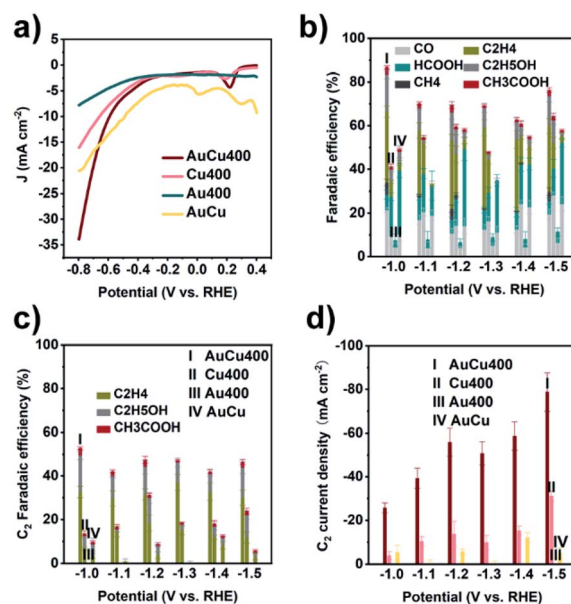 a)
J (mA cm⁻²)
0
-5
-10
-15
-20
-25
-30
-35
AuCu400
Cu400
Au400
AuCu
-0.8 -0.6 -0.4 -0.2 0.0 0.2 0.4
Potential (V vs. RHE)
b)
Faradaic efficiency (%)
100
80
60
40
20
0
CO C2H4
HCOOH C2H5OH
CH4 CH3COOH
I
II
III
IV
-1.0 -1.1 -1.2 -1.3 -1.4 -1.5
Potential (V vs. RHE)
c)
C₂ Faradaic efficiency (%)
100
80
60
40
20
0
C2H4
C2H5OH
CH3COOH
I AuCu400
II Cu400
III Au400
IV AuCu
I
II
IV
III
-1.0 -1.1 -1.2 -1.3 -1.4 -1.5
Potential (V vs. RHE)
d)
C₂ current density (mA cm⁻²)
-100
-80
-60
-40
-20
0
I AuCu400
II Cu400
III Au400
IV AuCu
I
II
IV
III
-1.0 -1.1 -1.2 -1.3 -1.4 -1.5
Potential (V vs. RHE)